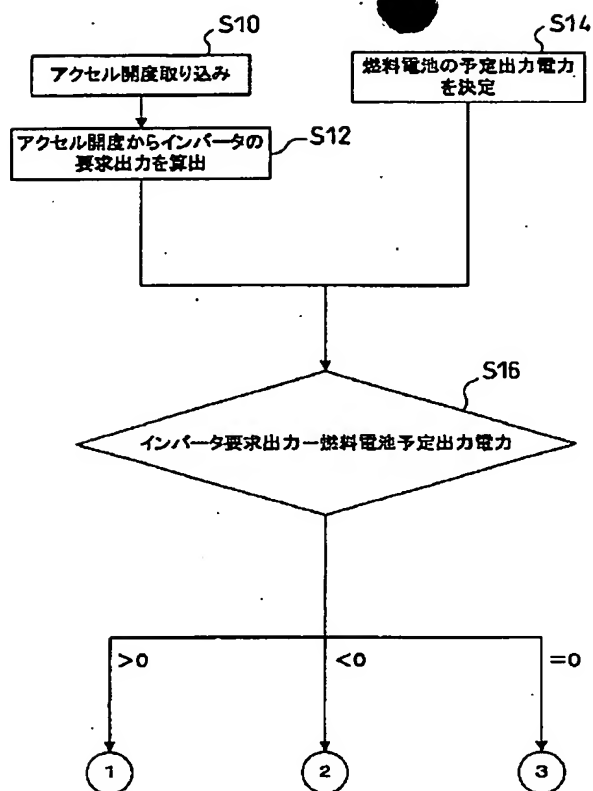 S10
アクセル開度取り込み
S14
燃料電池の予定出力電力
を決定
アクセル開度からインバータの
要求出力を算出
S12
S16
インバータ要求出力ー燃料電池予定出力電力
>0
<0
=0
1
2
3